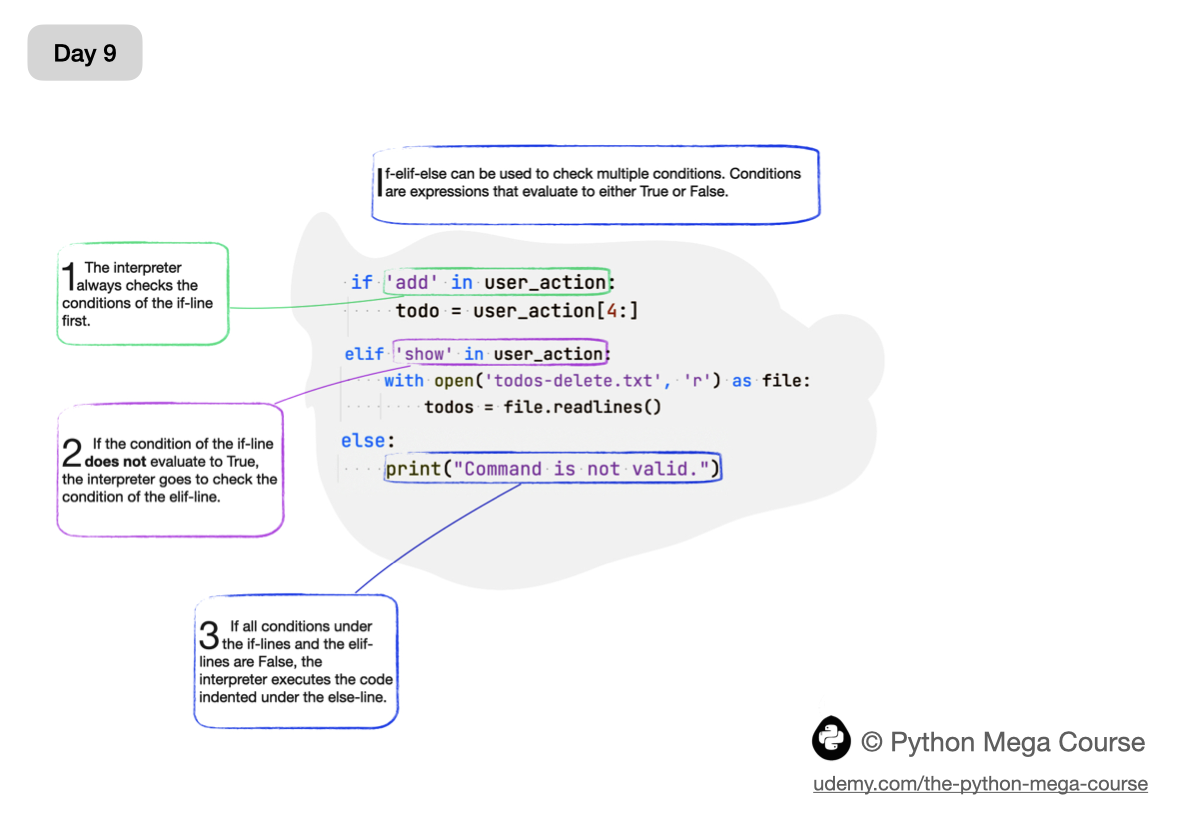 Day 9
If-elif-else can be used to check multiple conditions. Conditions
are expressions that evaluate to either True or False.
1 The interpreter
always checks the
conditions of the if-line
first.
if 'add' in user_action:
todo = user_action[4:]
elif 'show' in user_action:
with open('todos-delete.txt', 'r') as file:
todos = file.readlines()
else:
print("Command is not valid.")
2 If the condition of the if-line
does not evaluate to True,
the interpreter goes to check the
condition of the elif-line.
3 If all conditions under
the if-lines and the elif-
lines are False, the
interpreter executes the code
indented under the else-line.
© Python Mega Course
udemy.com/the-python-mega-course